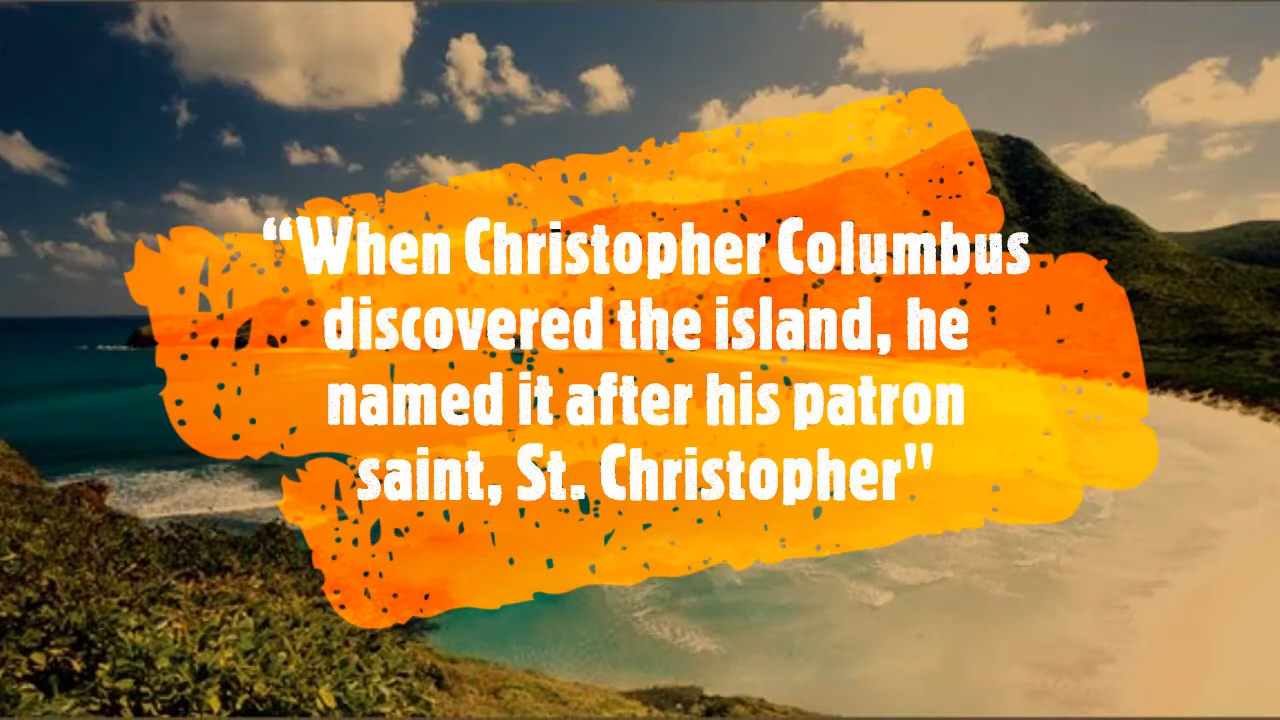 “When Christopher Columbus
discovered the island, he
named it after his patron
saint, St. Christopher"